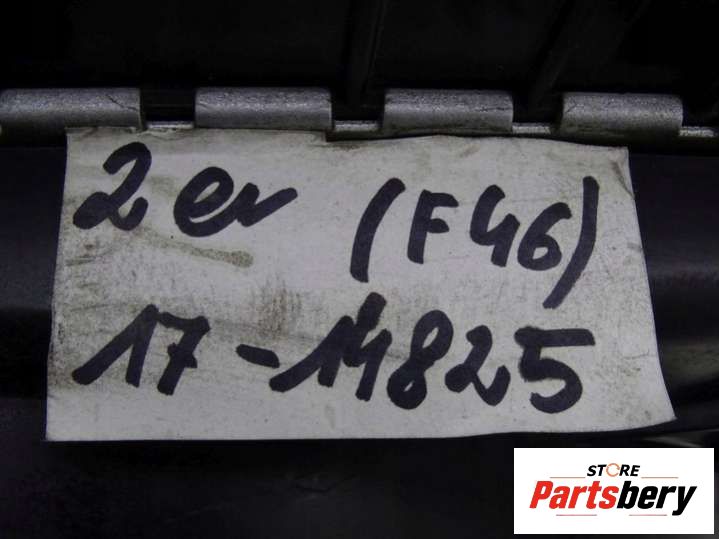 2er (F46)
17-14825
STORE
Partsbery